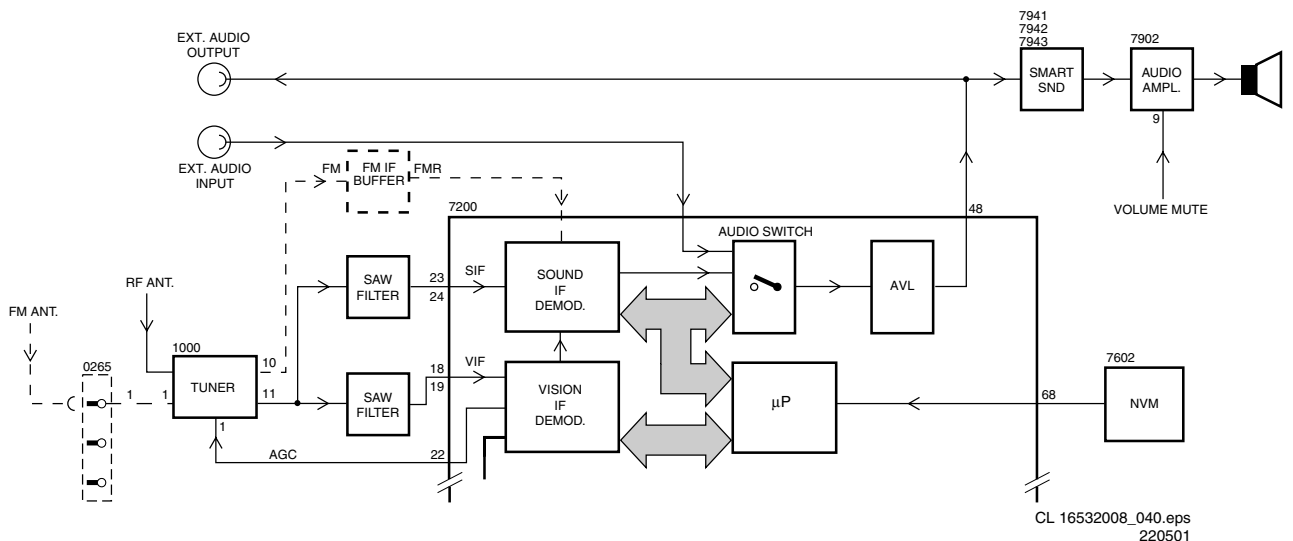 7941
7942
7943
7902
EXT. AUDIO
OUTPUT
SMART
SND
AUDIO
AMPL.
9
VOLUME MUTE
EXT. AUDIO
INPUT
FM
FM IF
BUFFER
FMR
7200
48
AUDIO SWITCH
RF ANT.
SAW
FILTER
23
24
SIF
SOUND
IF
DEMOD.
AVL
FM ANT.
0265
1
1
1000
TUNER
10
11
1
SAW
FILTER
18
19
VIF
VISION
IF
DEMOD.
µP
68
7602
NVM
AGC
22
CL 16532008_040.eps
220501